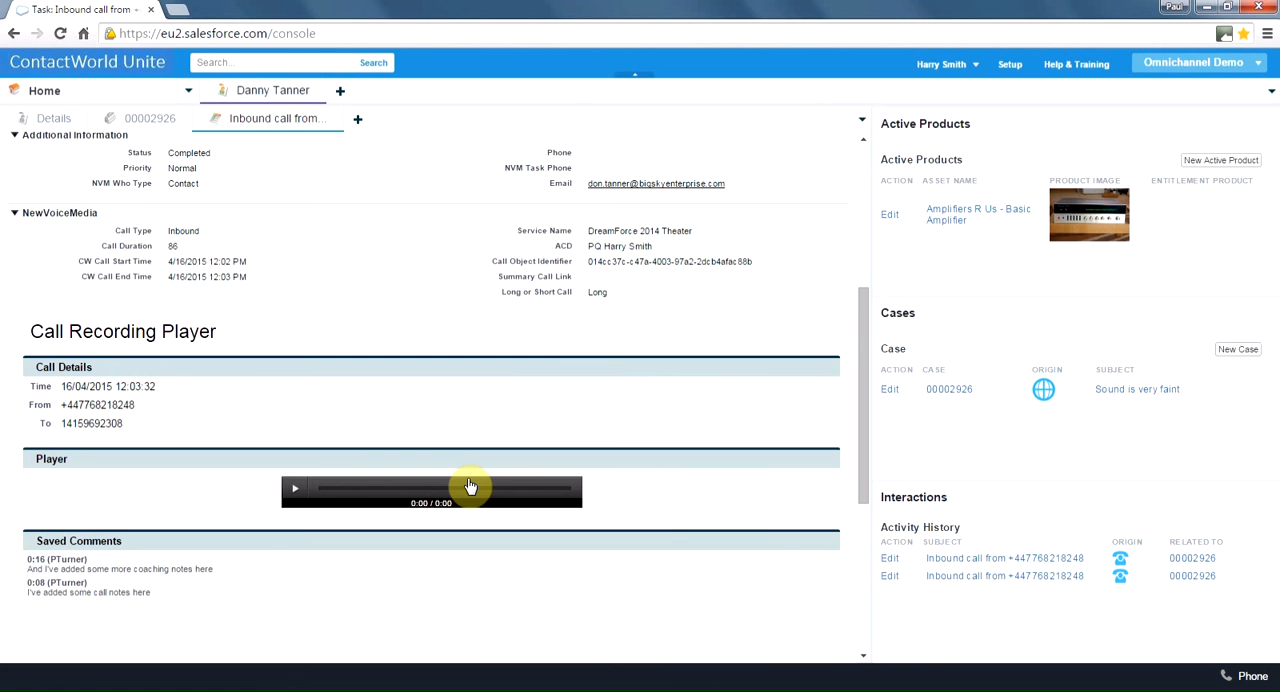 Task: Inbound call from +
Paul
https://eu2.salesforce.com/console
ContactWorld Unite
Search...
Search
Harry Smith
Setup
Help & Training
Omnichannel Demo
Home
Danny Tanner
Details
00002926
Inbound call from...
Additional Information
Status Completed
Phone
Priority Normal
NVM Task Phone
NVM Who Type Contact
Email don.tanner@bigskyenterprise.com
NewVoiceMedia
Call Type Inbound
Service Name DreamForce 2014 Theater
Call Duration 86
ACD PQ Harry Smith
CW Call Start Time 4/16/2015 12:02 PM
Call Object Identifier 014cc37c-c47a-4003-97a2-2dcb4afac88b
CW Call End Time 4/16/2015 12:03 PM
Summary Call Link
Long or Short Call Long
Call Recording Player
Call Details
Time 16/04/2015 12:03:32
From +447768218248
To 14159692308
Player
0:00 / 0:00
Saved Comments
0:16 (PTurner)
And I've added some more coaching notes here
0:08 (PTurner)
I've added some call notes here
Active Products
Active Products
New Active Product
ACTION ASSET NAME PRODUCT IMAGE ENTITLEMENT PRODUCT
Edit Amplifiers R Us - Basic
Amplifier
Cases
Case
New Case
ACTION CASE ORIGIN SUBJECT
Edit 00002926 Sound is very faint
Interactions
Activity History
ACTION SUBJECT ORIGIN RELATED TO
Edit Inbound call from +447768218248 00002926
Edit Inbound call from +447768218248 00002926
Phone